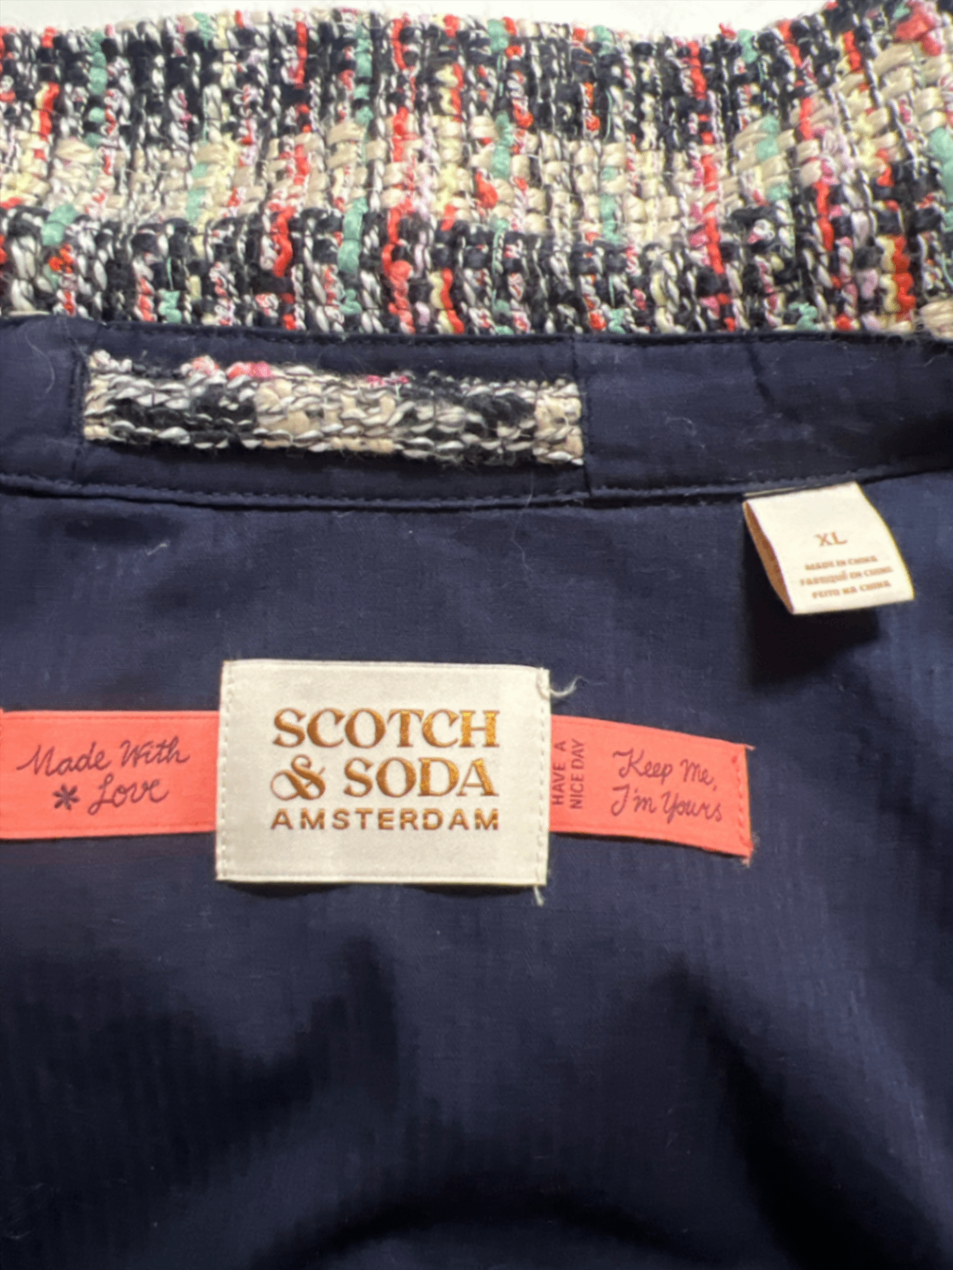 XL
MADE IN CHINA
FABRIQUÉ EN CHINE
FEITO NA CHINA
SCOTCH
& SODA
AMSTERDAM
Made With
* Love
HAVE A
NICE DAY
Keep Me,
I'm Yours